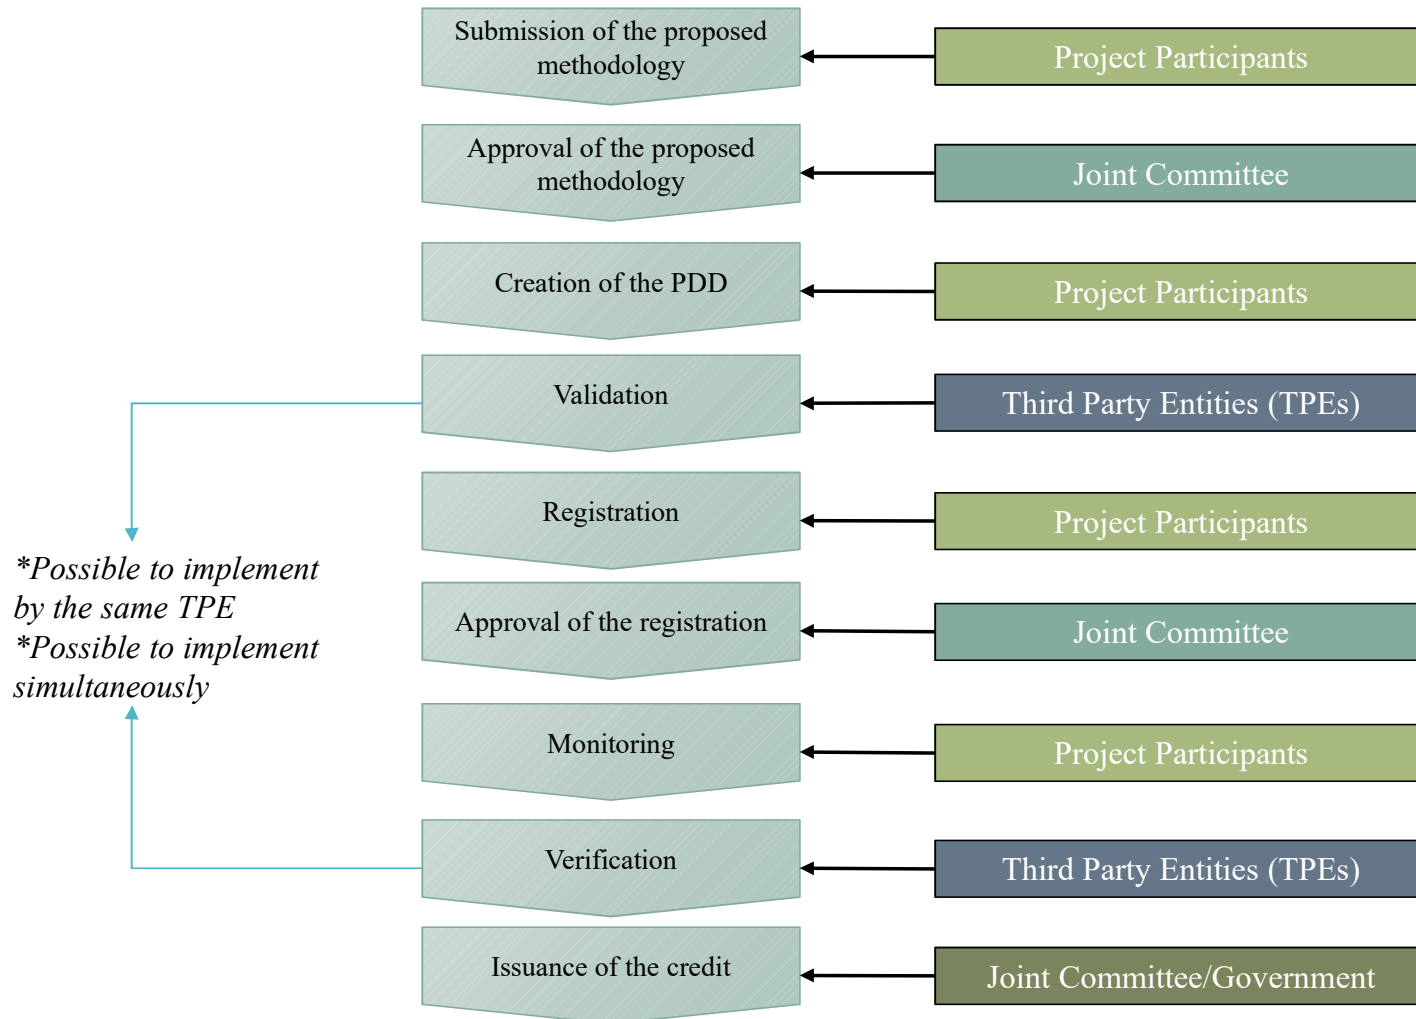 Submission of the proposed
methodology
Project Participants
Approval of the proposed
methodology
Joint Committee
Creation of the PDD
Project Participants
Validation
Third Party Entities (TPEs)
Registration
Project Participants
*Possible to implement
by the same TPE
*Possible to implement
simultaneously
Approval of the registration
Joint Committee
Monitoring
Project Participants
Verification
Third Party Entities (TPEs)
Issuance of the credit
Joint Committee/Government